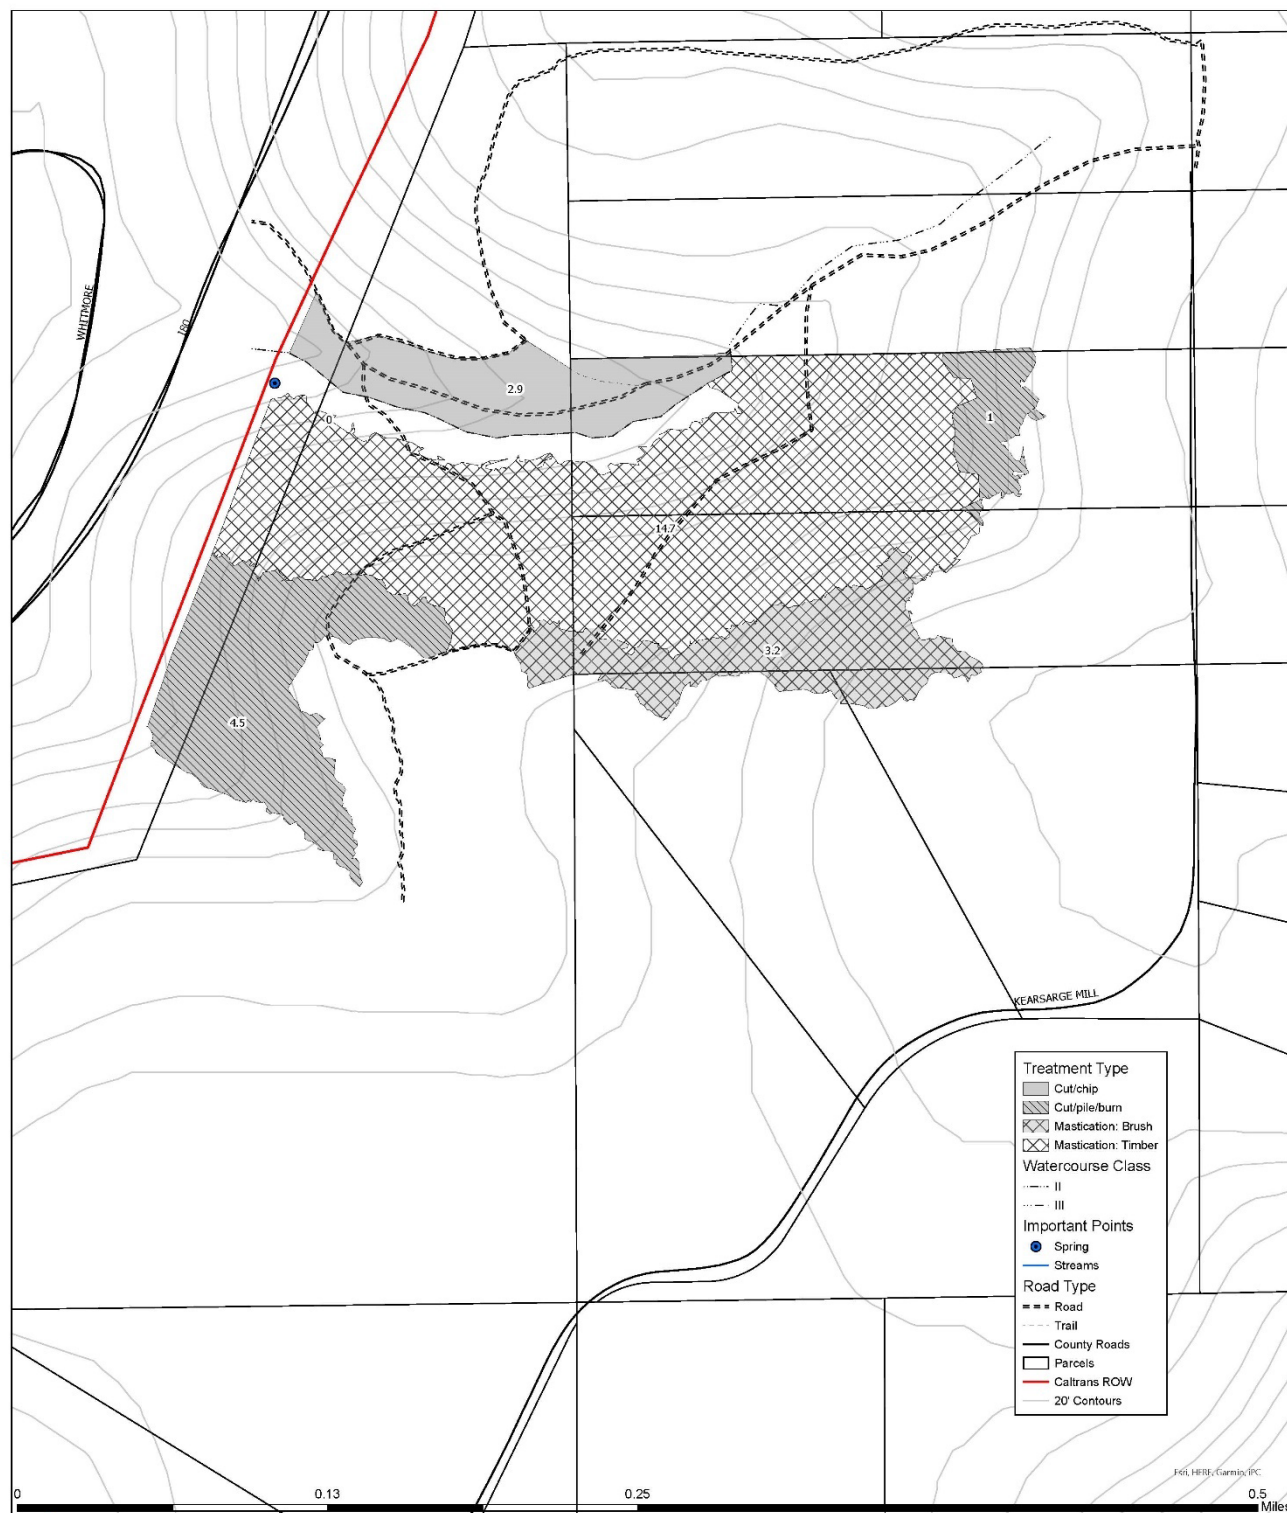 WHITMORE
180
2.9
0
1
14.7
3.2
4.5
KEARSARGE MILL
Treatment Type
Cut/chip
Cut/pile/burn
Mastication: Brush
Mastication: Timber
Watercourse Class
II
III
Important Points
Spring
Streams
Road Type
Road
Trail
County Roads
Parcels
Caltrans ROW
20' Contours
Esri, HERE, Garmin, iPC
0 0.13 0.25 0.5
Miles